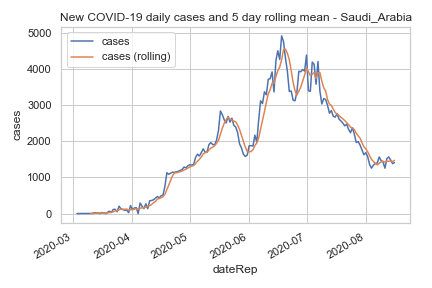 New COVID-19 daily cases and 5 day rolling mean - Saudi_Arabia
cases
cases (rolling)
5000
4000
3000
2000
1000
0
cases
2020-03
2020-04
2020-05
2020-06
2020-07
2020-08
dateRep